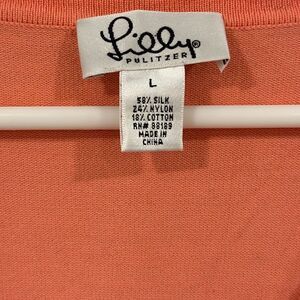 Lilly®
PULITZER
L
58% SILK
24% NYLON
18% COTTON
RN# 88189
MADE IN
CHINA